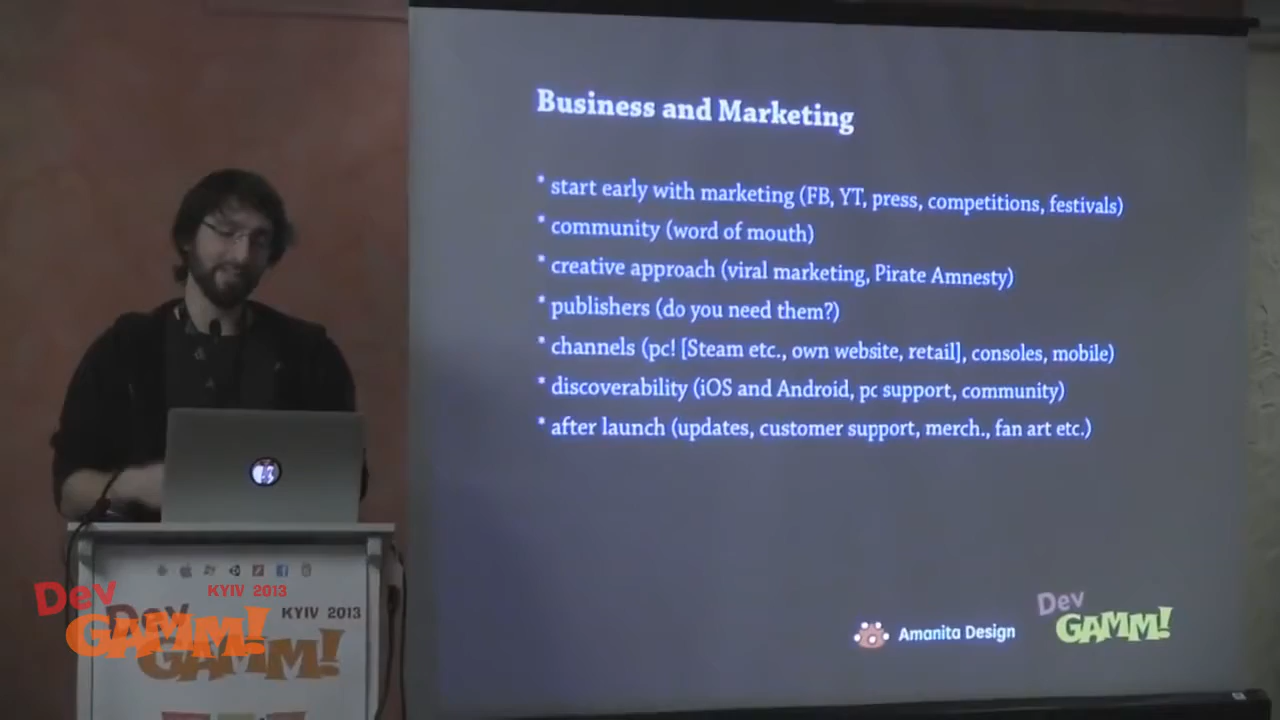 Business and Marketing
* start early with marketing (FB, YT, press, competitions, festivals)
* community (word of mouth)
* creative approach (viral marketing, Pirate Amnesty)
* publishers (do you need them?)
* channels (pc! [Steam etc., own website, retail], consoles, mobile)
* discoverability (iOS and Android, pc support, community)
* after launch (updates, customer support, merch., fan art etc.)
Amanita Design
Dev
GAMM!
Dev
KYIV 2013
GAMM!
Dev
KYIV 2013
GAMM!